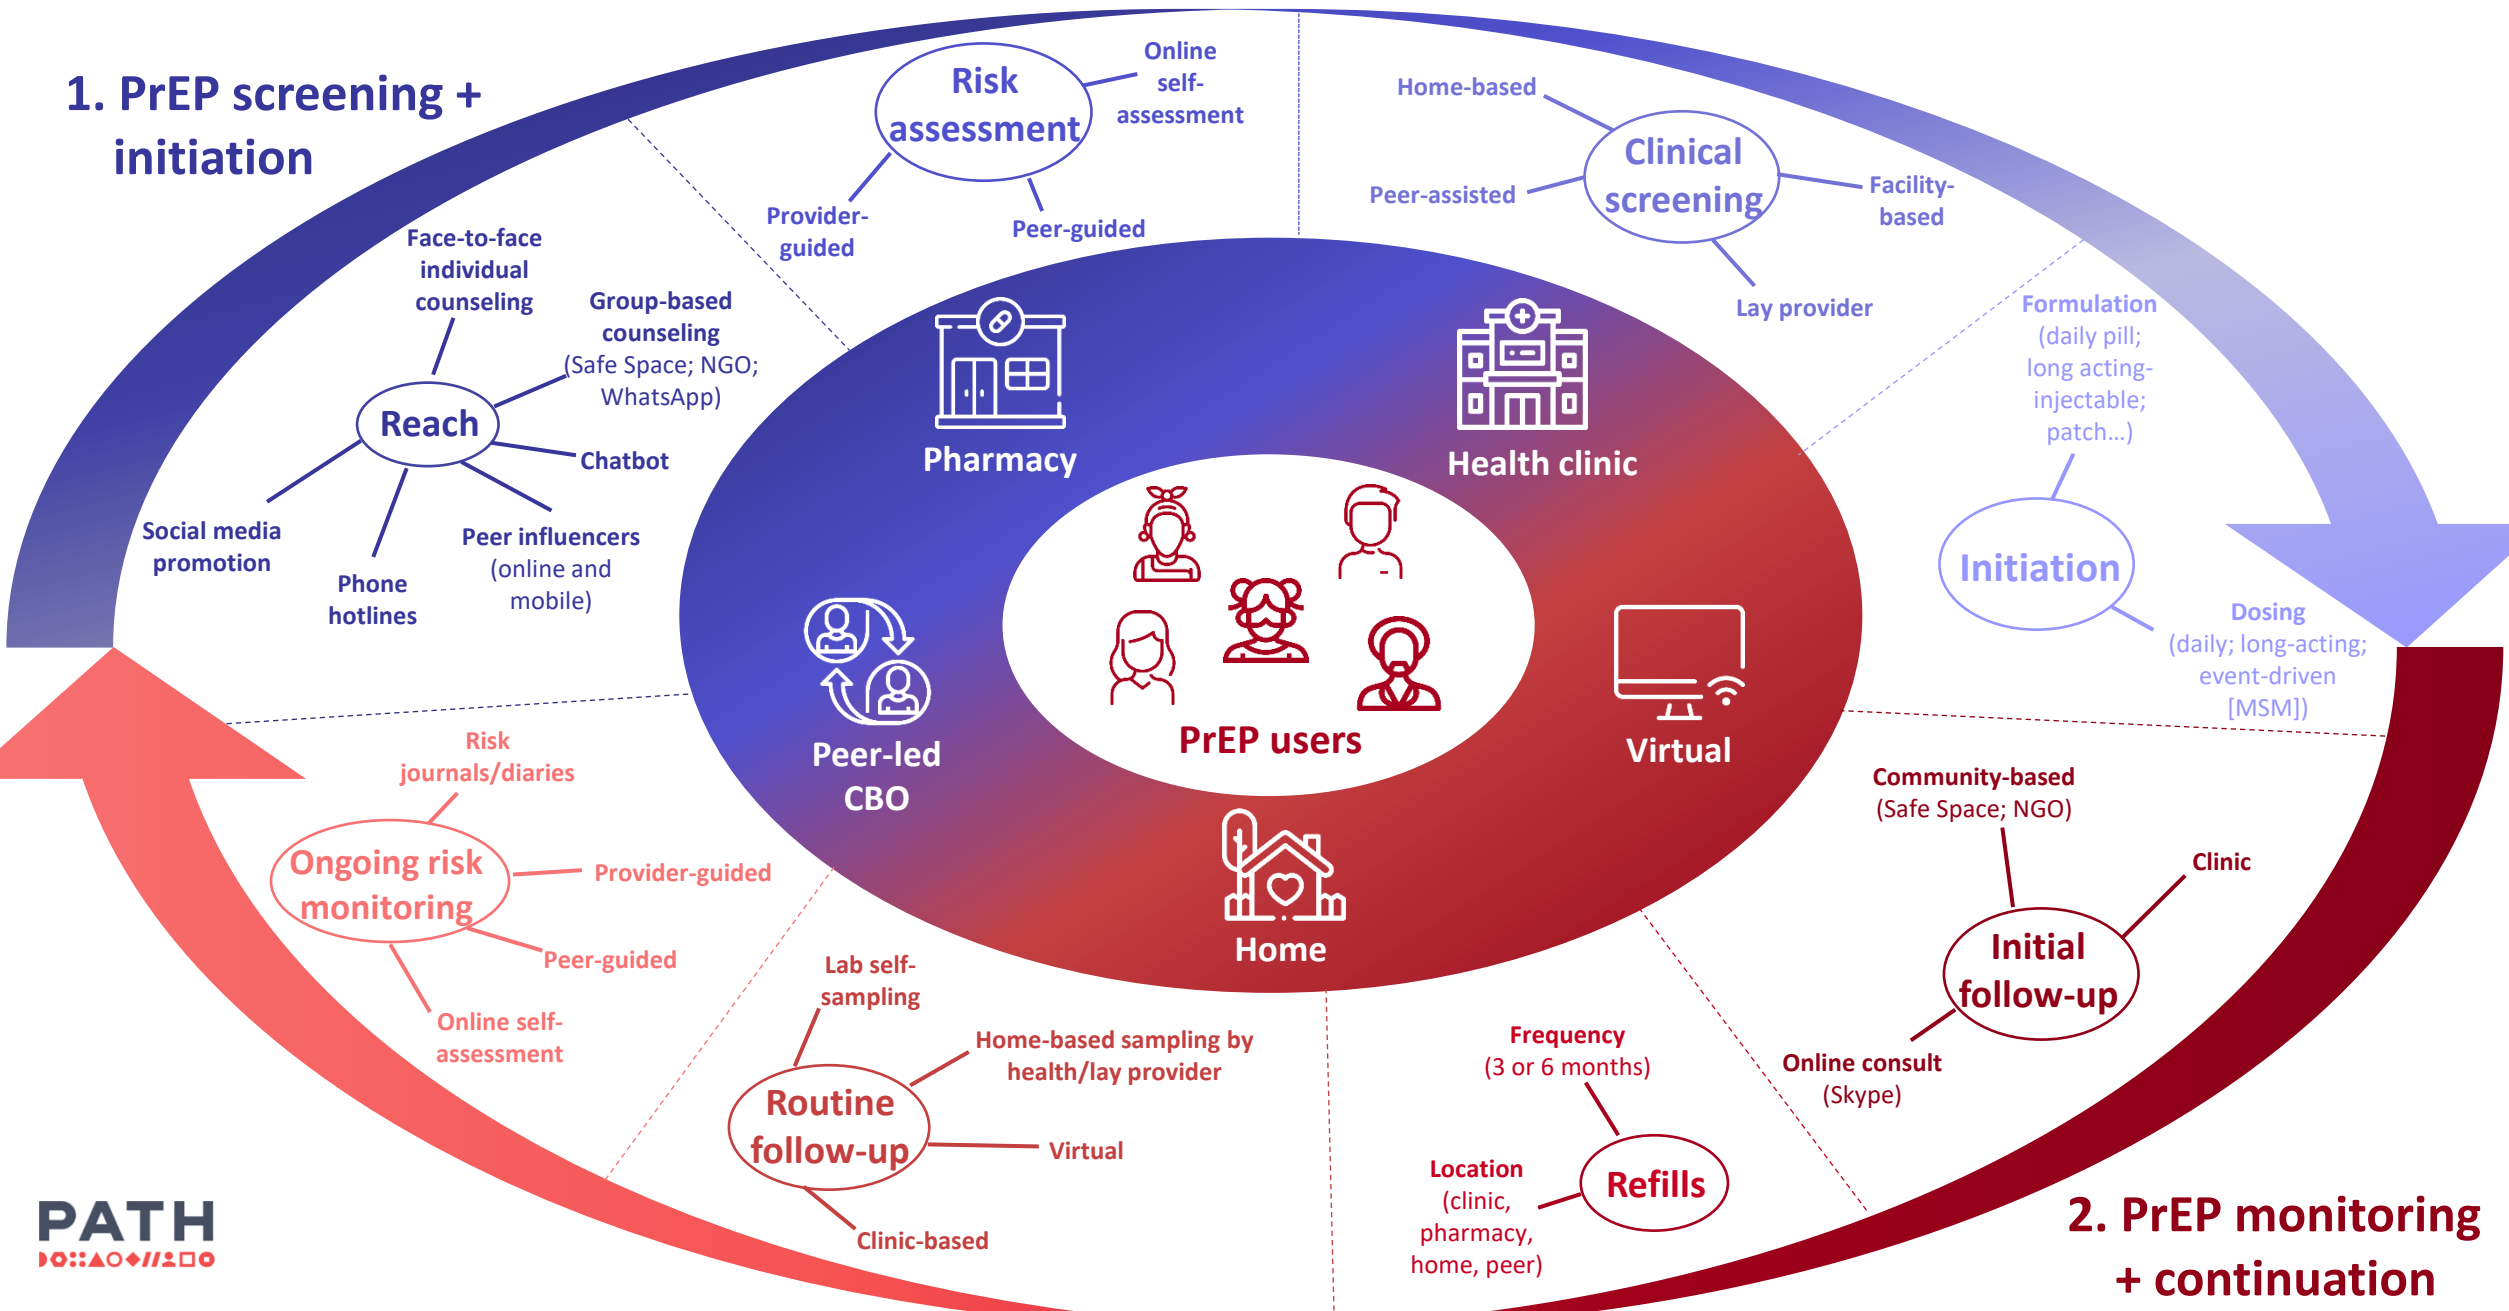 1. PrEP screening +
initiation
Risk
assessment
Online
self-
assessment
Provider-
guided
Peer-guided
Home-based
Clinical
screening
Peer-assisted
Facility-
based
Lay provider
Face-to-face
individual
counseling
Group-based
counseling
(Safe Space; NGO;
WhatsApp)
Reach
Chatbot
Social media
promotion
Phone
hotlines
Peer influencers
(online and
mobile)
Formulation
(daily pill;
long acting-
injectable;
patch...)
Initiation
Dosing
(daily; long-acting;
event-driven
[MSM])
Pharmacy
Health clinic
Peer-led
CBO
PrEP users
Virtual
Home
Risk
journals/diaries
Ongoing risk
monitoring
Provider-guided
Peer-guided
Online self-
assessment
Lab self-
sampling
Home-based sampling by
health/lay provider
Routine
follow-up
Virtual
Clinic-based
Frequency
(3 or 6 months)
Location
(clinic,
pharmacy,
home, peer)
Refills
Community-based
(Safe Space; NGO)
Clinic
Initial
follow-up
Online consult
(Skype)
2. PrEP monitoring
+ continuation
PATH